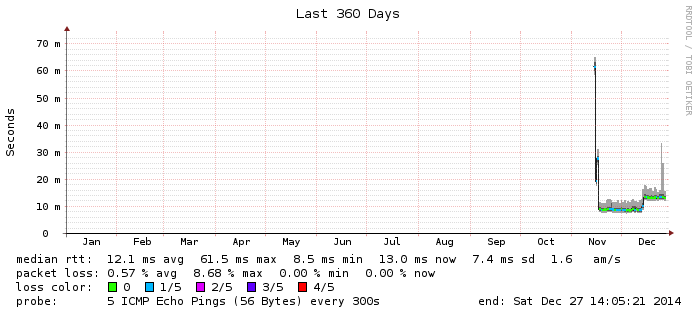 Last 360 Days
RRDTOOL / TOBI OETIKER
Seconds
70 m
60 m
50 m
40 m
30 m
20 m
10 m
0
Jan Feb Mar Apr May Jun Jul Aug Sep Oct Nov Dec
median rtt: 12.1 ms avg 61.5 ms max 8.5 ms min 13.0 ms now 7.4 ms sd 1.6 am/s
packet loss: 0.57 % avg 8.68 % max 0.00 % min 0.00 % now
loss color: 0 1/5 2/5 3/5 4/5
probe: 5 ICMP Echo Pings (56 Bytes) every 300s end: Sat Dec 27 14:05:21 2014